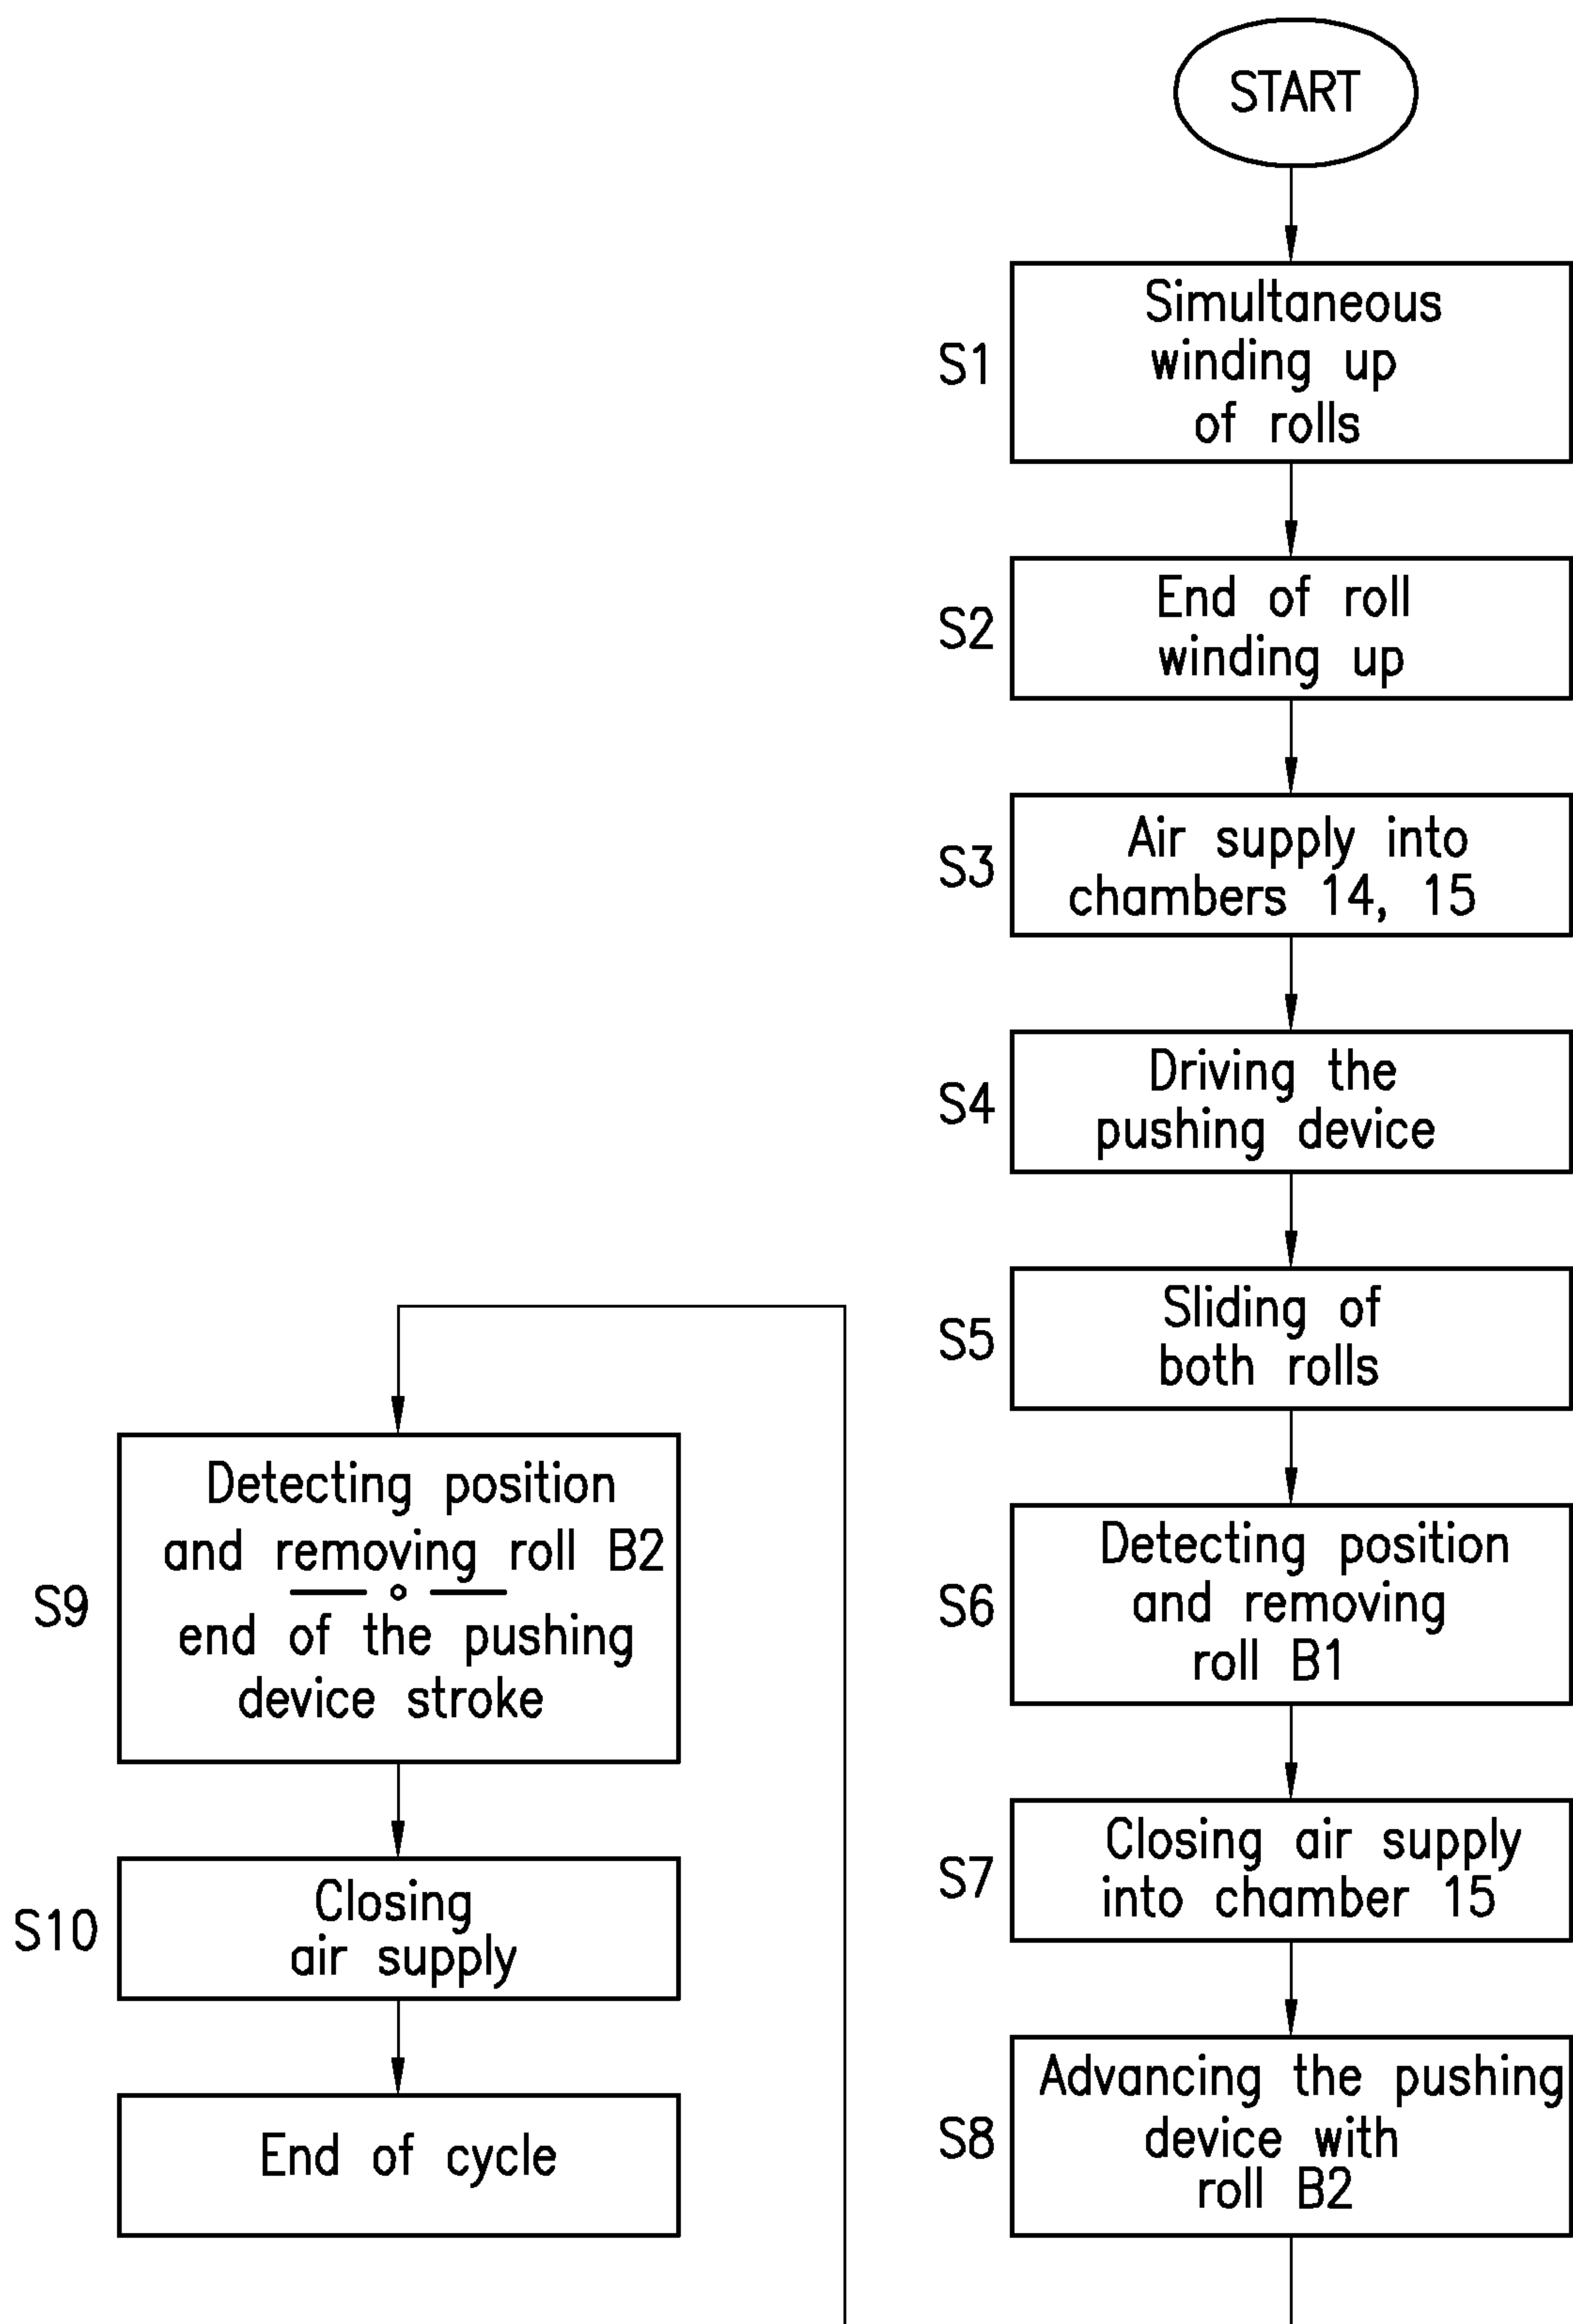 START
S1
Simultaneous
winding up
of rolls
S2
End of roll
winding up
S3
Air supply into
chambers 14, 15
S4
Driving the
pushing device
S5
Sliding of
both rolls
S6
Detecting position
and removing
roll B1
S7
Closing air supply
into chamber 15
S8
Advancing the pushing
device with
roll B2
S9
Detecting position
and removing roll B2
— ° —
end of the pushing
device stroke
S10
Closing
air supply
End of cycle